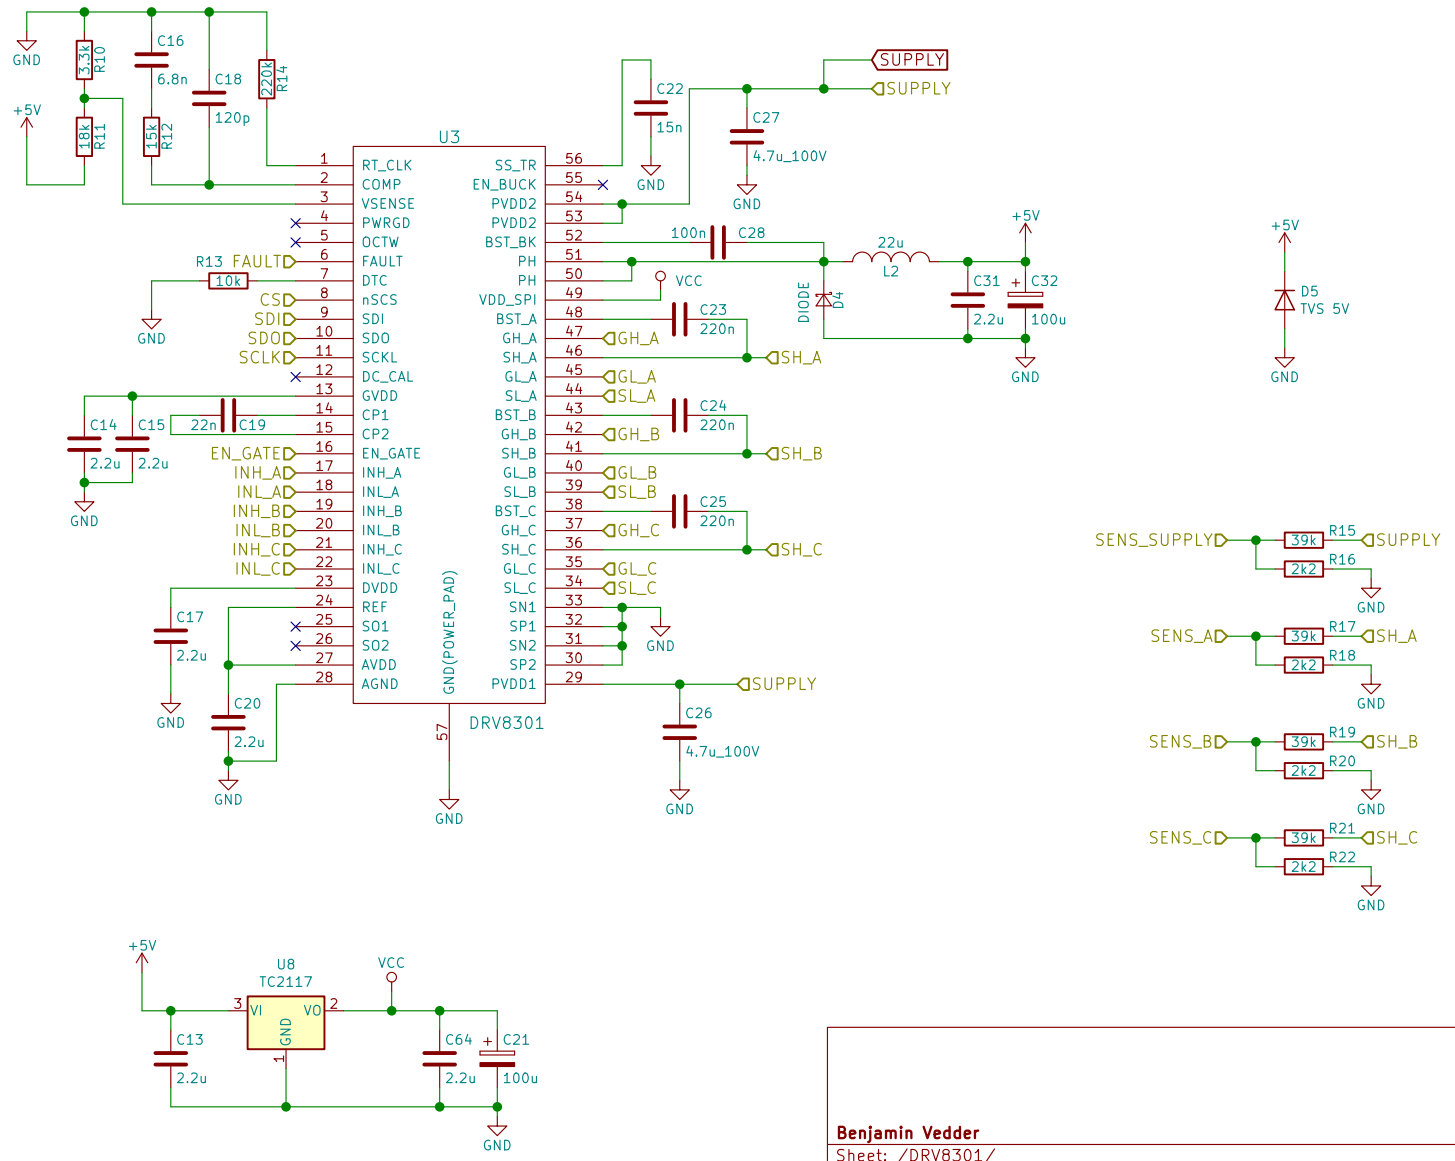 GND
3.3k
R10
C16
6.8n
C18
120p
220k
R14
+5V
18k
R11
15k
R12
U3
1 RT_CLK
2 COMP
3 VSENSE
4 PWRGD
5 OCTW
FAULT 6 FAULT
R13
10k
7 DTC
GND
CS 8 nSCS
SDI 9 SDI
SDO 10 SDO
SCLK 11 SCKL
12 DC_CAL
13 GVDD
14 CP1
15 CP2
22n C19
C14
2.2u
C15
2.2u
GND
EN_GATE 16 EN_GATE
INH_A 17 INH_A
INL_A 18 INL_A
INH_B 19 INH_B
INL_B 20 INL_B
INH_C 21 INH_C
INL_C 22 INL_C
23 DVDD
24 REF
25 SO1
26 SO2
27 AVDD
28 AGND
C17
2.2u
GND
C20
2.2u
GND
GND(POWER_PAD)
57
GND
DRV8301
SS_TR 56
EN_BUCK 55
PVDD2 54
PVDD2 53
BST_BK 52
PH 51
PH 50
VDD_SPI 49
BST_A 48
GH_A 47 GH_A
SH_A 46 SH_A
GL_A 45 GL_A
SL_A 44 SL_A
BST_B 43
GH_B 42 GH_B
SH_B 41 SH_B
GL_B 40 GL_B
SL_B 39 SL_B
BST_C 38
GH_C 37 GH_C
SH_C 36 SH_C
GL_C 35 GL_C
SL_C 34 SL_C
SN1 33
SP1 32
SN2 31
SP2 30
PVDD1 29 SUPPLY
GND
C26
4.7u_100V
GND
C22
15n
GND
C27
4.7u_100V
GND
SUPPLY
SUPPLY
100n C28
VCC
C23
220n
C24
220n
C25
220n
DIODE
D4
22u
L2
+5V
C31
2.2u
C32
+
100u
GND
+5V
D5
TVS 5V
GND
SENS_SUPPLY
R15
39k
SUPPLY
R16
2k2
GND
SENS_A
R17
39k
SH_A
R18
2k2
GND
SENS_B
R19
39k
SH_B
R20
2k2
GND
SENS_C
R21
39k
SH_C
R22
2k2
GND
+5V
U8
TC2117
3 VI VO 2
GND
1
VCC
C13
2.2u
C64
2.2u
+
C21
100u
GND
Benjamin Vedder
Sheet: /DRV8301/